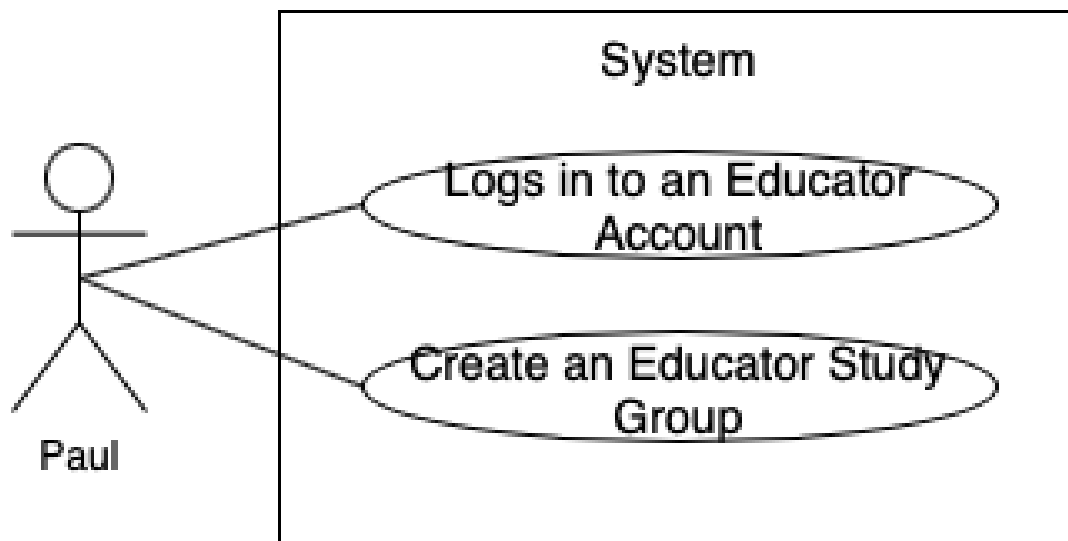 System
Logs in to an Educator
Account
Create an Educator Study
Group
Paul